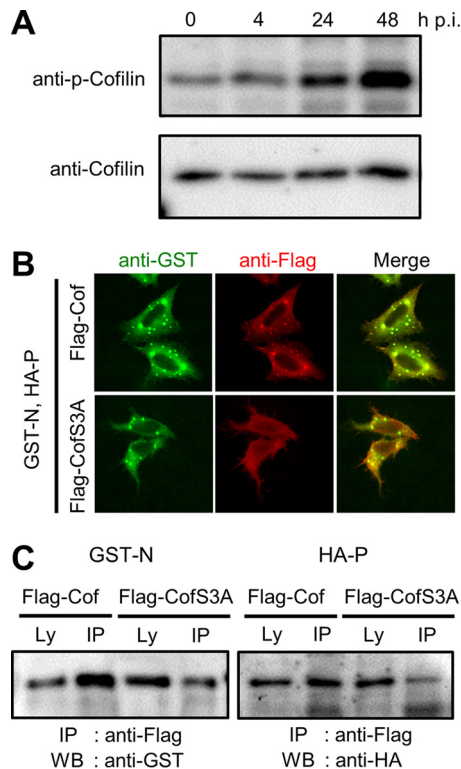 A
0 4 24 48 h p.i.
anti-p-Cofilin
anti-Cofilin
B
anti-GST anti-Flag Merge
GST-N, HA-P
Flag-Cof
Flag-CofS3A
C
GST-N HA-P
Flag-Cof Flag-CofS3A Flag-Cof Flag-CofS3A
Ly IP Ly IP Ly IP Ly IP
IP : anti-Flag IP : anti-Flag
WB : anti-GST WB : anti-HA